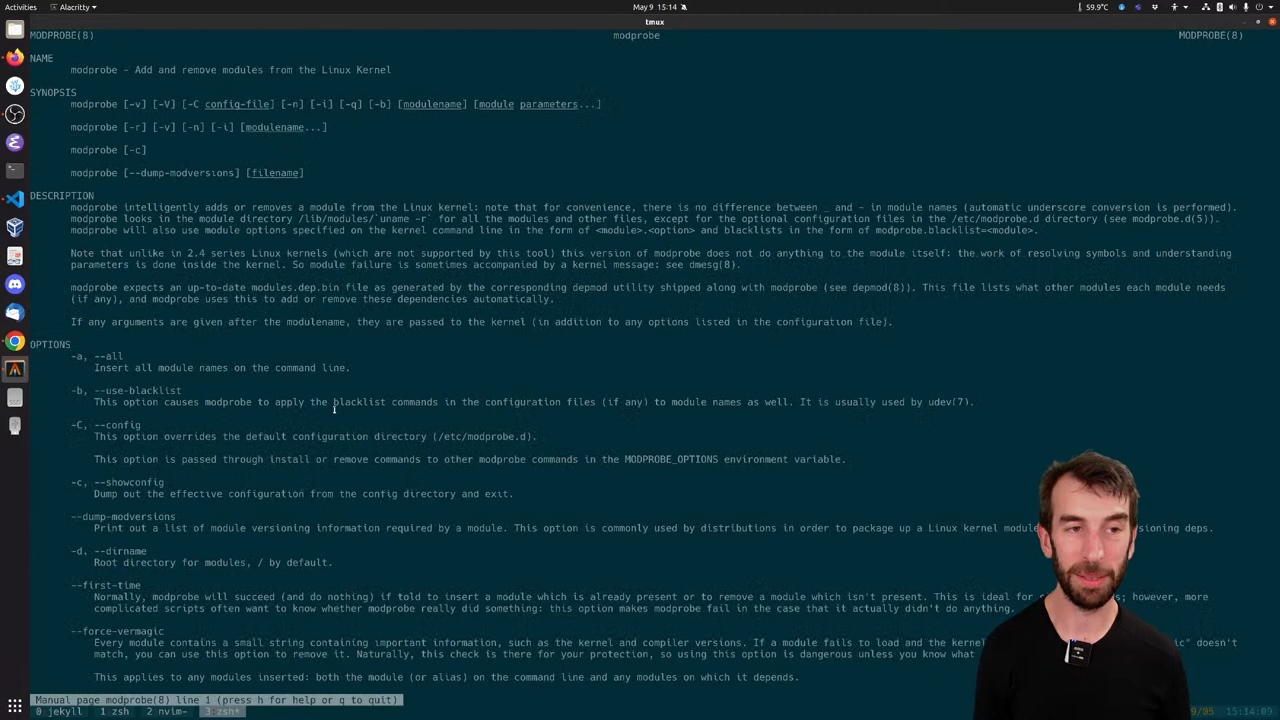 Activities
Alacritty
May 9 15:14
59.9°C
tmux
MODPROBE(8)
modprobe
MODPROBE(8)
NAME
modprobe - Add and remove modules from the Linux Kernel
SYNOPSIS
modprobe [-v] [-V] [-C config-file] [-n] [-i] [-q] [-b] [modulename] [module parameters...]
modprobe [-r] [-v] [-n] [-i] [modulename...]
modprobe [-c]
modprobe [--dump-modversions] [filename]
DESCRIPTION
modprobe intelligently adds or removes a module from the Linux kernel: note that for convenience, there is no difference between _ and - in module names (automatic underscore conversion is performed).
modprobe looks in the module directory /lib/modules/`uname -r` for all the modules and other files, except for the optional configuration files in the /etc/modprobe.d directory (see modprobe.d(5)).
modprobe will also use module options specified on the kernel command line in the form of <module>.<option> and blacklists in the form of modprobe.blacklist=<module>.
Note that unlike in 2.4 series Linux kernels (which are not supported by this tool) this version of modprobe does not do anything to the module itself: the work of resolving symbols and understanding
parameters is done inside the kernel. So module failure is sometimes accompanied by a kernel message: see dmesg(8).
modprobe expects an up-to-date modules.dep.bin file as generated by the corresponding depmod utility shipped along with modprobe (see depmod(8)). This file lists what other modules each module needs
(if any), and modprobe uses this to add or remove these dependencies automatically.
If any arguments are given after the modulename, they are passed to the kernel (in addition to any options listed in the configuration file).
OPTIONS
-a, --all
Insert all module names on the command line.
-b, --use-blacklist
This option causes modprobe to apply the blacklist commands in the configuration files (if any) to module names as well. It is usually used by udev(7).
-C, --config
This option overrides the default configuration directory (/etc/modprobe.d).
This option is passed through install or remove commands to other modprobe commands in the MODPROBE_OPTIONS environment variable.
-c, --showconfig
Dump out the effective configuration from the config directory and exit.
--dump-modversions
Print out a list of module versioning information required by a module. This option is commonly used by distributions in order to package up a Linux kernel modul sioning deps.
-d, --dirname
Root directory for modules, / by default.
--first-time
Normally, modprobe will succeed (and do nothing) if told to insert a module which is already present or to remove a module which isn't present. This is ideal for s; however, more
complicated scripts often want to know whether modprobe really did something: this option makes modprobe fail in the case that it actually didn't do anything.
--force-vermagic
Every module contains a small string containing important information, such as the kernel and compiler versions. If a module fails to load and the kerne ic" doesn't
match, you can use this option to remove it. Naturally, this check is there for your protection, so using this option is dangerous unless you know what
This applies to any modules inserted: both the module (or alias) on the command line and any modules on which it depends.
Manual page modprobe(8) line 1 (press h for help or q to quit)
0 jekyll 1 zsh 2 nvim- 3 zsh* 9/05 15:14:09